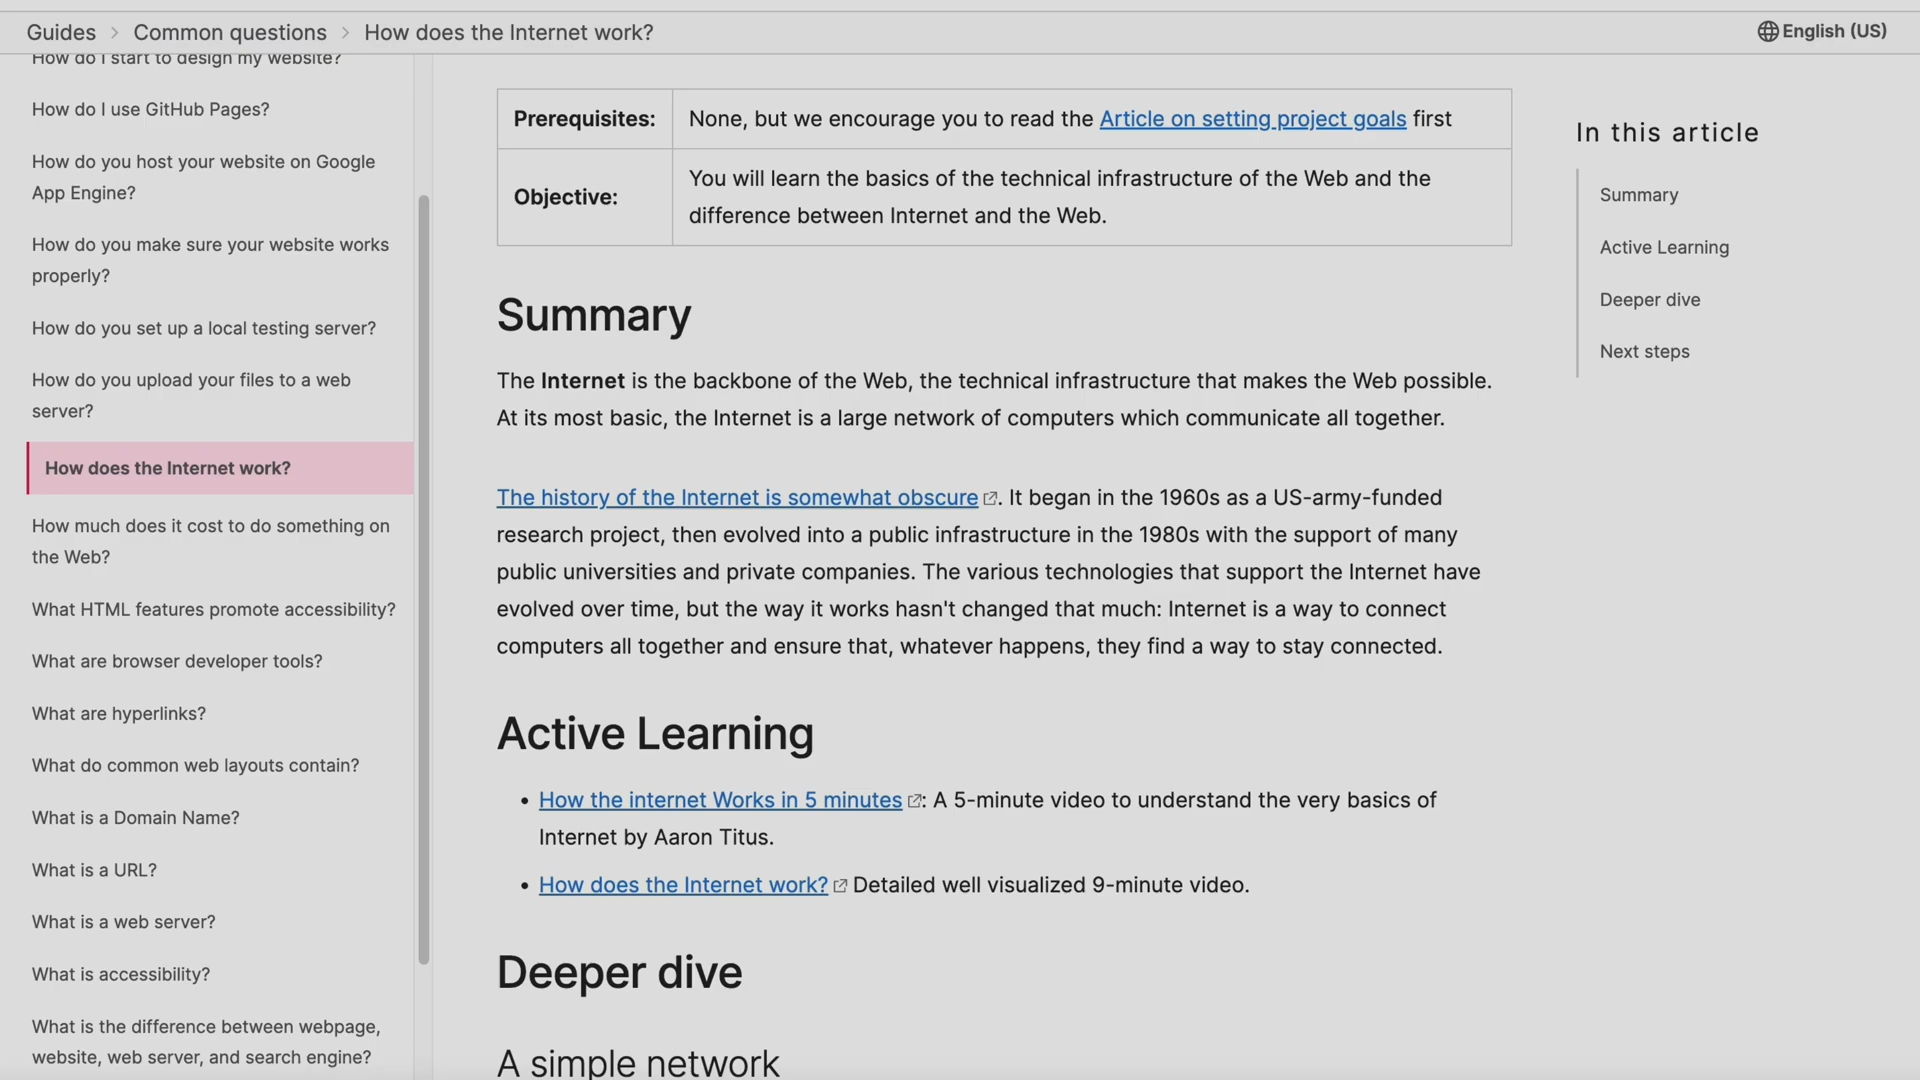 Guides > Common questions > How does the Internet work?
English (US)
How do I start to design my website?
How do I use GitHub Pages?
How do you host your website on Google
App Engine?
How do you make sure your website works
properly?
How do you set up a local testing server?
How do you upload your files to a web
server?
How does the Internet work?
How much does it cost to do something on
the Web?
What HTML features promote accessibility?
What are browser developer tools?
What are hyperlinks?
What do common web layouts contain?
What is a Domain Name?
What is a URL?
What is a web server?
What is accessibility?
What is the difference between webpage,
website, web server, and search engine?
Prerequisites: None, but we encourage you to read the Article on setting project goals first
Objective: You will learn the basics of the technical infrastructure of the Web and the
difference between Internet and the Web.
Summary
The Internet is the backbone of the Web, the technical infrastructure that makes the Web possible.
At its most basic, the Internet is a large network of computers which communicate all together.
The history of the Internet is somewhat obscure. It began in the 1960s as a US-army-funded
research project, then evolved into a public infrastructure in the 1980s with the support of many
public universities and private companies. The various technologies that support the Internet have
evolved over time, but the way it works hasn't changed that much: Internet is a way to connect
computers all together and ensure that, whatever happens, they find a way to stay connected.
Active Learning
• How the internet Works in 5 minutes: A 5-minute video to understand the very basics of
Internet by Aaron Titus.
• How does the Internet work? Detailed well visualized 9-minute video.
Deeper dive
A simple network
In this article
Summary
Active Learning
Deeper dive
Next steps